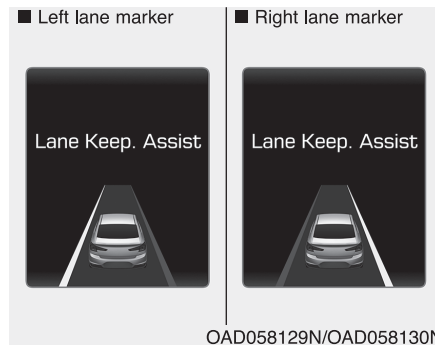 ■ Left lane marker
■ Right lane marker
Lane Keep. Assist
Lane Keep. Assist
OAD058129N/OAD058130N